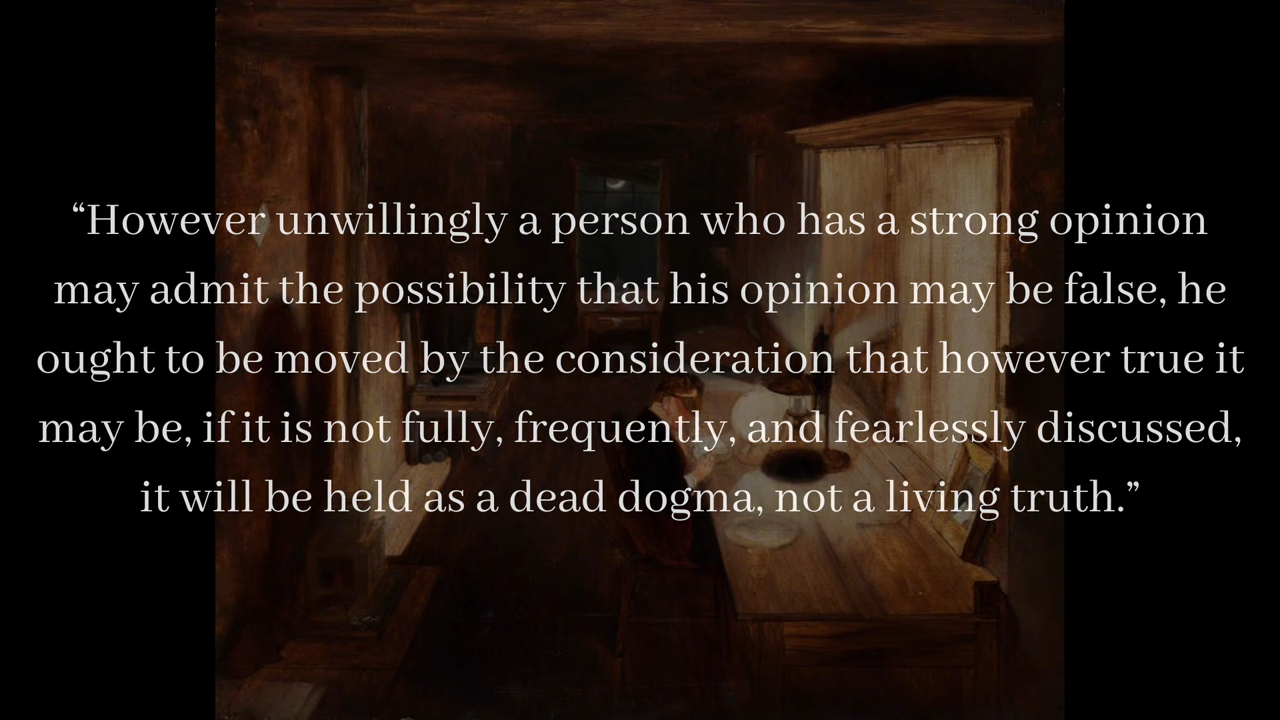 “However unwillingly a person who has a strong opinion
may admit the possibility that his opinion may be false, he
ought to be moved by the consideration that however true it
may be, if it is not fully, frequently, and fearlessly discussed,
it will be held as a dead dogma, not a living truth.”